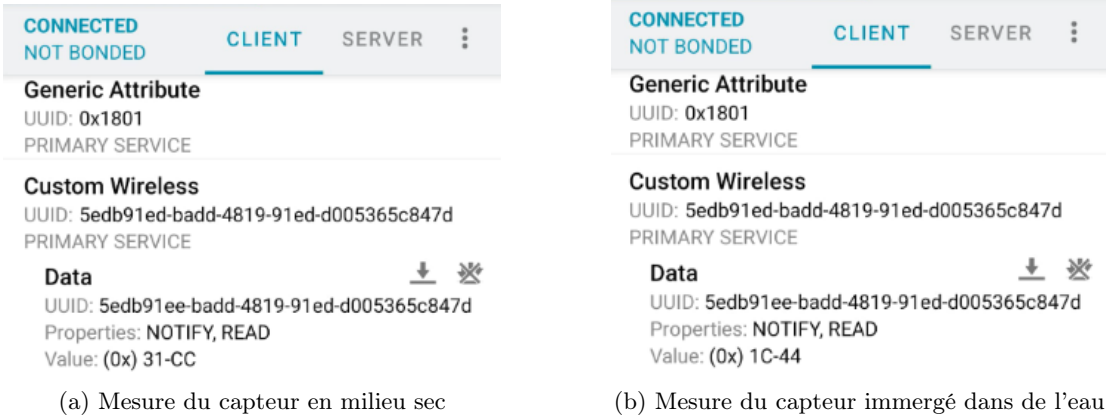 CONNECTED
NOT BONDED
CLIENT
SERVER
Generic Attribute
UUID: 0x1801
PRIMARY SERVICE
Custom Wireless
UUID: 5edb91ed-badd-4819-91ed-d005365c847d
PRIMARY SERVICE
Data
UUID: 5edb91ee-badd-4819-91ed-d005365c847d
Properties: NOTIFY, READ
Value: (0x) 31-CC
(a) Mesure du capteur en milieu sec
CONNECTED
NOT BONDED
CLIENT
SERVER
Generic Attribute
UUID: 0x1801
PRIMARY SERVICE
Custom Wireless
UUID: 5edb91ed-badd-4819-91ed-d005365c847d
PRIMARY SERVICE
Data
UUID: 5edb91ee-badd-4819-91ed-d005365c847d
Properties: NOTIFY, READ
Value: (0x) 1C-44
(b) Mesure du capteur immergé dans de l'eau